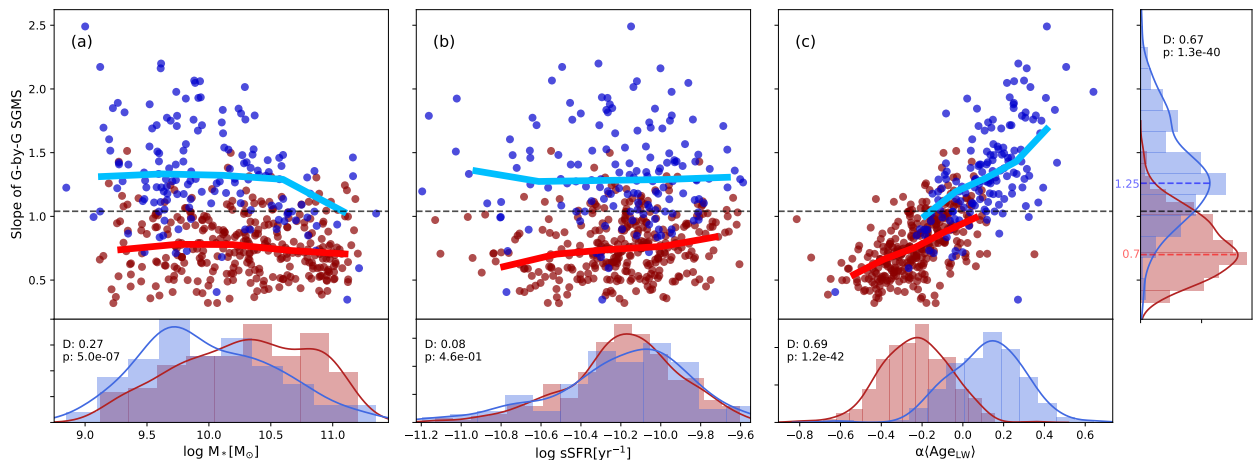 Slope of G-by-G SGMS
2.5
2.0
1.5
1.0
0.5
(a)
(b)
(c)
D: 0.67
p: 1.3e-40
1.25
0.7
D: 0.27
p: 5.0e-07
D: 0.08
p: 4.6e-01
D: 0.69
p: 1.2e-42
9.0 9.5 10.0 10.5 11.0
−11.2 −11.0 −10.8 −10.6 −10.4 −10.2 −10.0 −9.8 −9.6
−0.8 −0.6 −0.4 −0.2 0.0 0.2 0.4 0.6
log M*[M⊙]
log sSFR[yr⁻¹]
α⟨Age_LW⟩